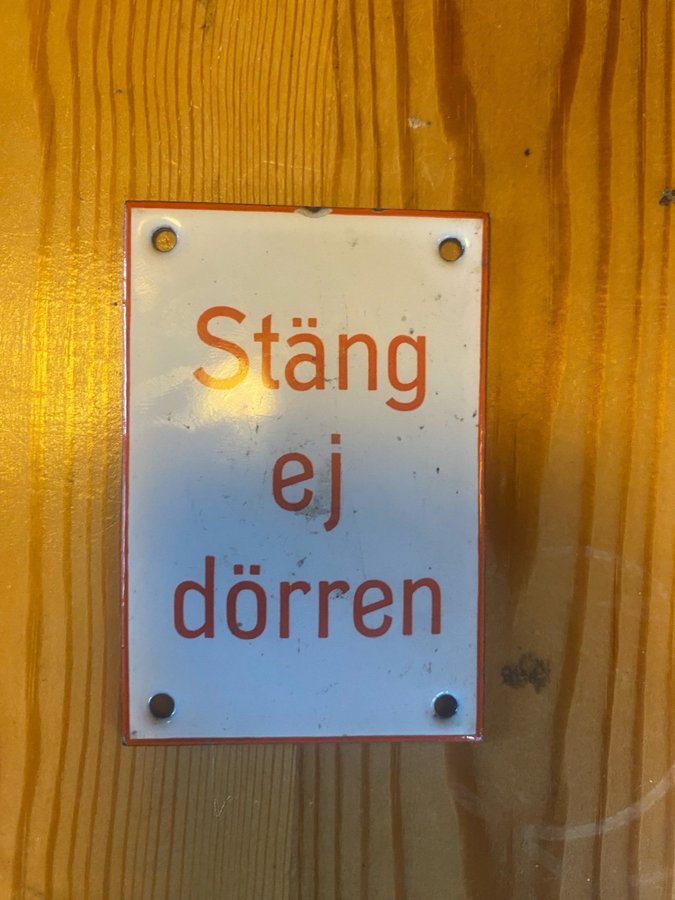 Stäng
ej
dörren